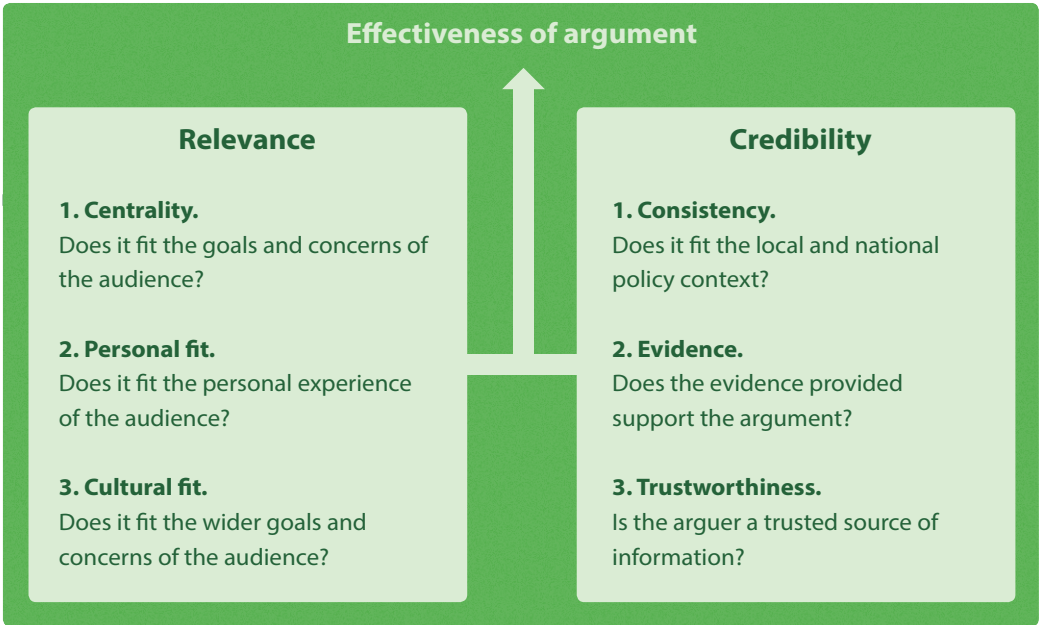 Effectiveness of argument
Relevance
1. Centrality.
Does it fit the goals and concerns of
the audience?
2. Personal fit.
Does it fit the personal experience
of the audience?
3. Cultural fit.
Does it fit the wider goals and
concerns of the audience?
Credibility
1. Consistency.
Does it fit the local and national
policy context?
2. Evidence.
Does the evidence provided
support the argument?
3. Trustworthiness.
Is the arguer a trusted source of
information?